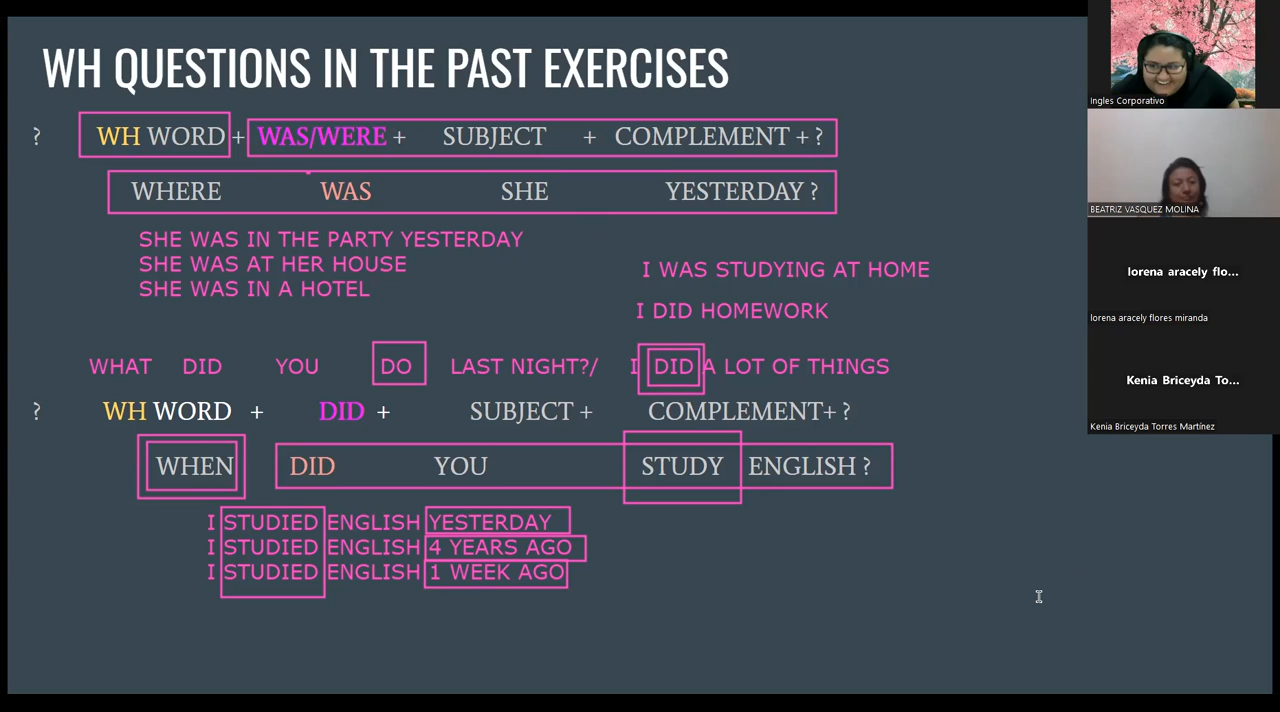 WH QUESTIONS IN THE PAST EXERCISES
? WH WORD + WAS/WERE + SUBJECT + COMPLEMENT + ?
WHERE WAS SHE YESTERDAY ?
SHE WAS IN THE PARTY YESTERDAY
SHE WAS AT HER HOUSE
SHE WAS IN A HOTEL
I WAS STUDYING AT HOME
I DID HOMEWORK
WHAT DID YOU DO LAST NIGHT?/ I DID A LOT OF THINGS
? WH WORD + DID + SUBJECT + COMPLEMENT+ ?
WHEN DID YOU STUDY ENGLISH ?
I STUDIED ENGLISH YESTERDAY
I STUDIED ENGLISH 4 YEARS AGO
I STUDIED ENGLISH 1 WEEK AGO
Ingles Corporativo
BEATRIZ VASQUEZ MOLINA
lorena aracely flo...
lorena aracely flores miranda
Kenia Briceyda To...
Kenia Briceyda Torres Martínez